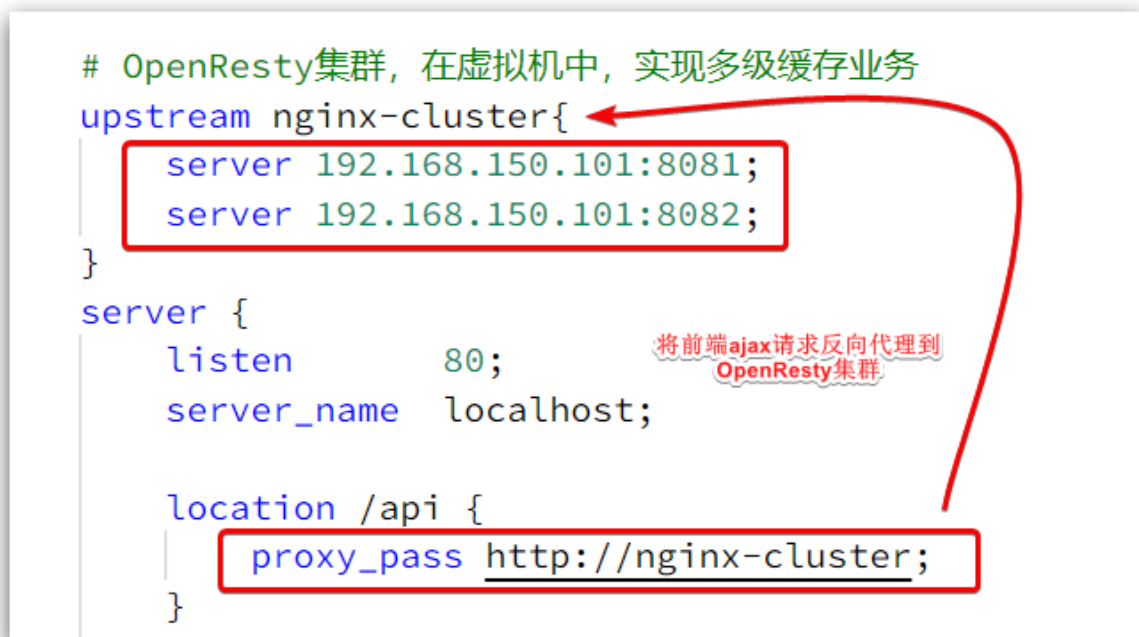 # OpenResty集群，在虚拟机中，实现多级缓存业务
upstream nginx-cluster{
    server 192.168.150.101:8081;
    server 192.168.150.101:8082;
}
server {
    listen       80;
    server_name  localhost;
将前端ajax请求反向代理到
OpenResty集群
    location /api {
        proxy_pass http://nginx-cluster;
    }